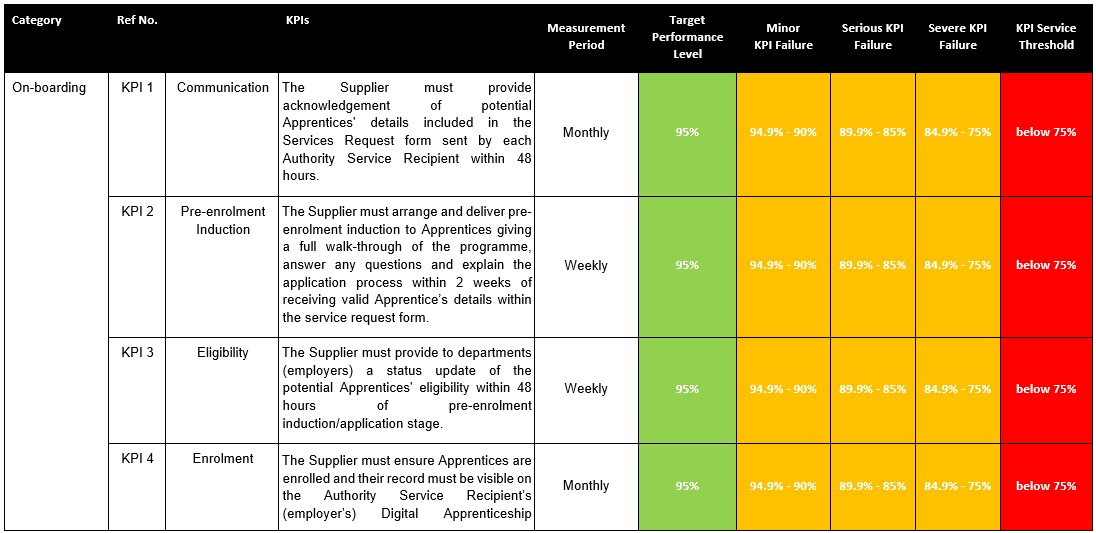 Category Ref No. KPIs Measurement Period Target Performance Level Minor KPI Failure Serious KPI Failure Severe KPI Failure KPI Service Threshold
On-boarding
KPI 1 Communication
The Supplier must provide
acknowledgement of potential
Apprentices' details included in the
Services Request form sent by each
Authority Service Recipient within 48
hours.
Monthly 95% 94.9% - 90% 89.9% - 85% 84.9% - 75% below 75%
KPI 2 Pre-enrolment
Induction
The Supplier must arrange and deliver pre-
enrolment induction to Apprentices giving
a full walk-through of the programme,
answer any questions and explain the
application process within 2 weeks of
receiving valid Apprentice's details within
the service request form.
Weekly 95% 94.9% - 90% 89.9% - 85% 84.9% - 75% below 75%
KPI 3 Eligibility
The Supplier must provide to departments
(employers) a status update of the
potential Apprentices' eligibility within 48
hours of pre-enrolment
induction/application stage.
Weekly 95% 94.9% - 90% 89.9% - 85% 84.9% - 75% below 75%
KPI 4 Enrolment
The Supplier must ensure Apprentices are
enrolled and their record must be visible on
the Authority Service Recipient's
(employer's) Digital Apprenticeship
Monthly 95% 94.9% - 90% 89.9% - 85% 84.9% - 75% below 75%